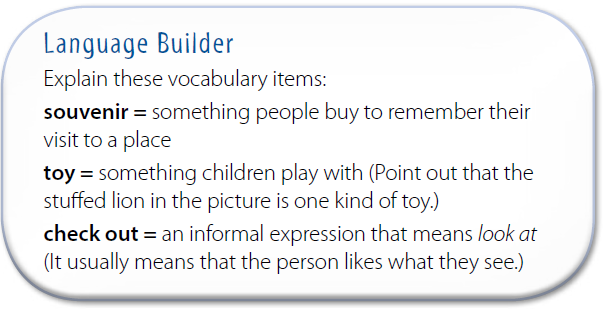 Language Builder
Explain these vocabulary items:
souvenir = something people buy to remember their
visit to a place
toy = something children play with (Point out that the
stuffed lion in the picture is one kind of toy.)
check out = an informal expression that means look at
(It usually means that the person likes what they see.)